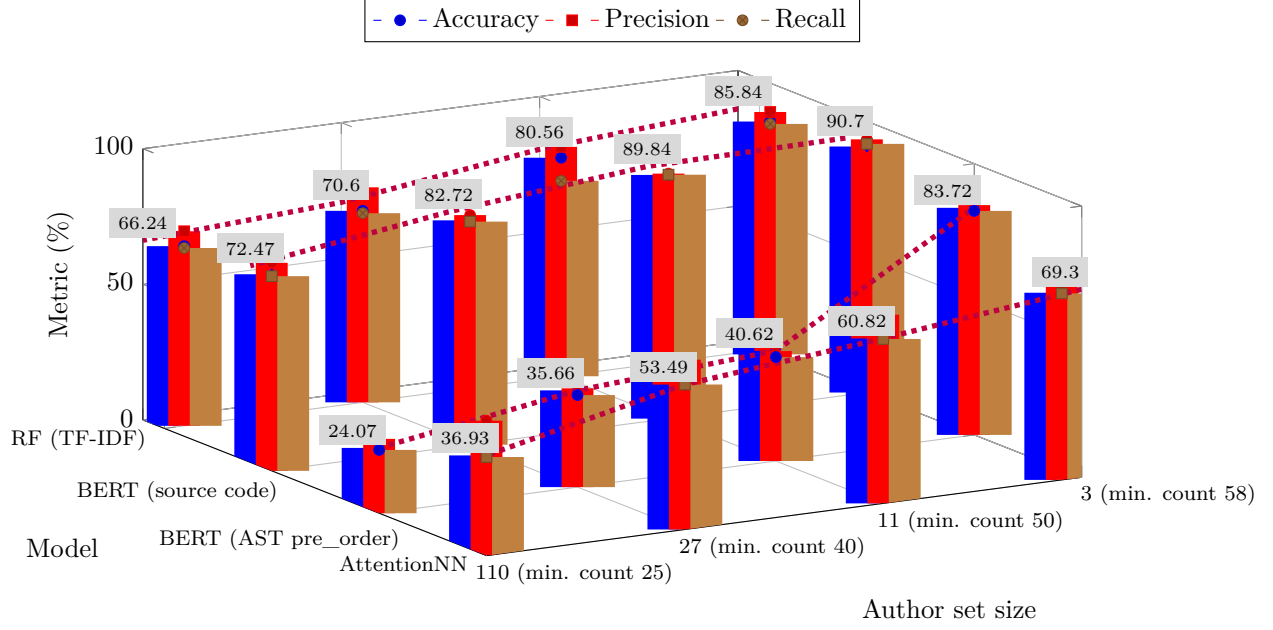 Accuracy Precision Recall
100
50
0
Metric (%)
85.84
90.7
83.72
69.3
80.56
89.84
40.62
60.82
70.6
82.72
35.66
53.49
66.24
72.47
24.07
36.93
RF (TF-IDF)
BERT (source code)
BERT (AST pre_order)
AttentionNN
Model
110 (min. count 25)
27 (min. count 40)
11 (min. count 50)
3 (min. count 58)
Author set size